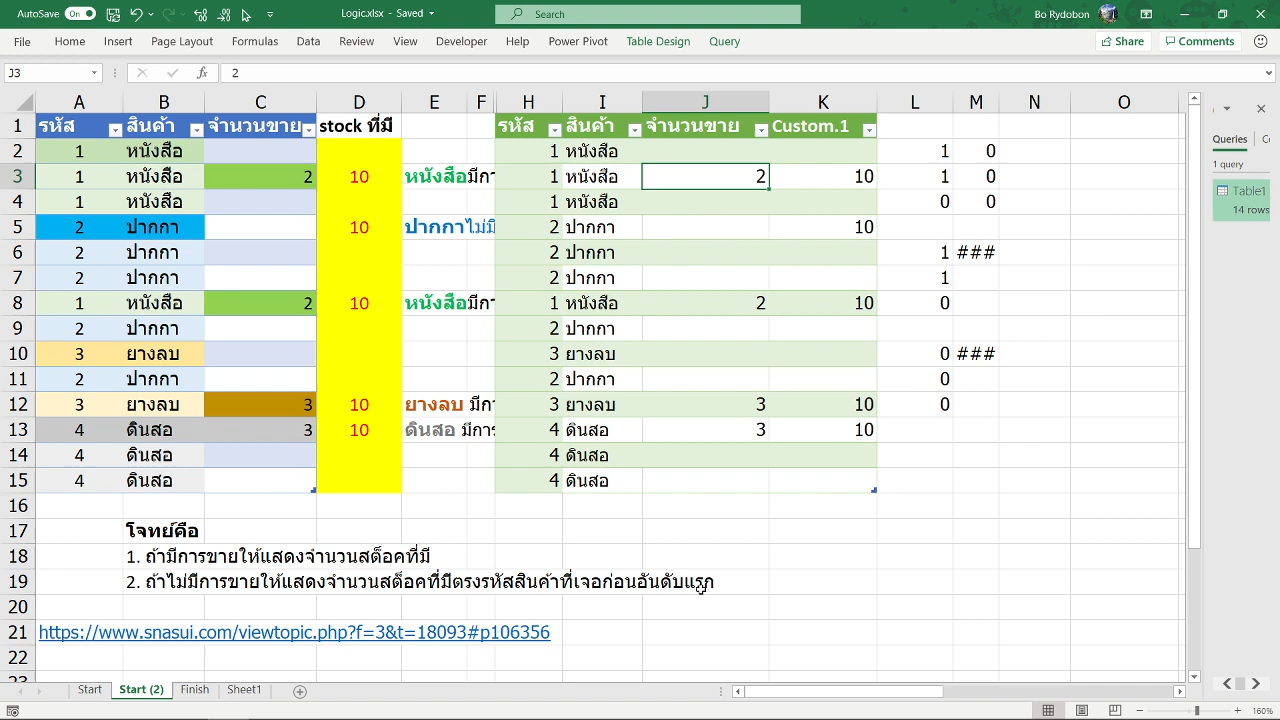 AutoSave On Logic.xlsx - Saved Search Bo Rydobon
File Home Insert Draw Page Layout Formulas Data Review View Developer Help Power Pivot Table Design Query Share Comments
J3 fx 2
A B C D E F H I J K L M N O
1 รหัส สินค้า จำนวนขาย stock ที่มี รหัส สินค้า จำนวนขาย Custom.1
2 1 หนังสือ 1 หนังสือ 1 0
3 1 หนังสือ 2 10 หนังสือมีกา 1 หนังสือ 2 10 1 0
4 1 หนังสือ 1 หนังสือ 0 0
5 2 ปากกา 10 ปากกาไม่มี 2 ปากกา 10
6 2 ปากกา 2 ปากกา 1 ###
7 2 ปากกา 2 ปากกา 1
8 1 หนังสือ 2 10 หนังสือมีกา 1 หนังสือ 2 10 0
9 2 ปากกา 2 ปากกา
10 3 ยางลบ 3 ยางลบ 0 ###
11 2 ปากกา 2 ปากกา 0
12 3 ยางลบ 3 10 ยางลบ มีกา 3 ยางลบ 3 10 0
13 4 ดินสอ 3 10 ดินสอ มีการ 4 ดินสอ 3 10
14 4 ดินสอ 4 ดินสอ
15 4 ดินสอ 4 ดินสอ
16
17 โจทย์คือ
18 1. ถ้ามีการขายให้แสดงจำนวนสต็อคที่มี
19 2. ถ้าไม่มีการขายให้แสดงจำนวนสต็อคที่มีตรงรหัสสินค้าที่เจอก่อนอันดับแรก
20
21 https://www.snasui.com/viewtopic.php?f=3&t=18093#p106356
22
Queries
1 query
Table1
14 rows
Start Start (2) Finish Sheet1
160%